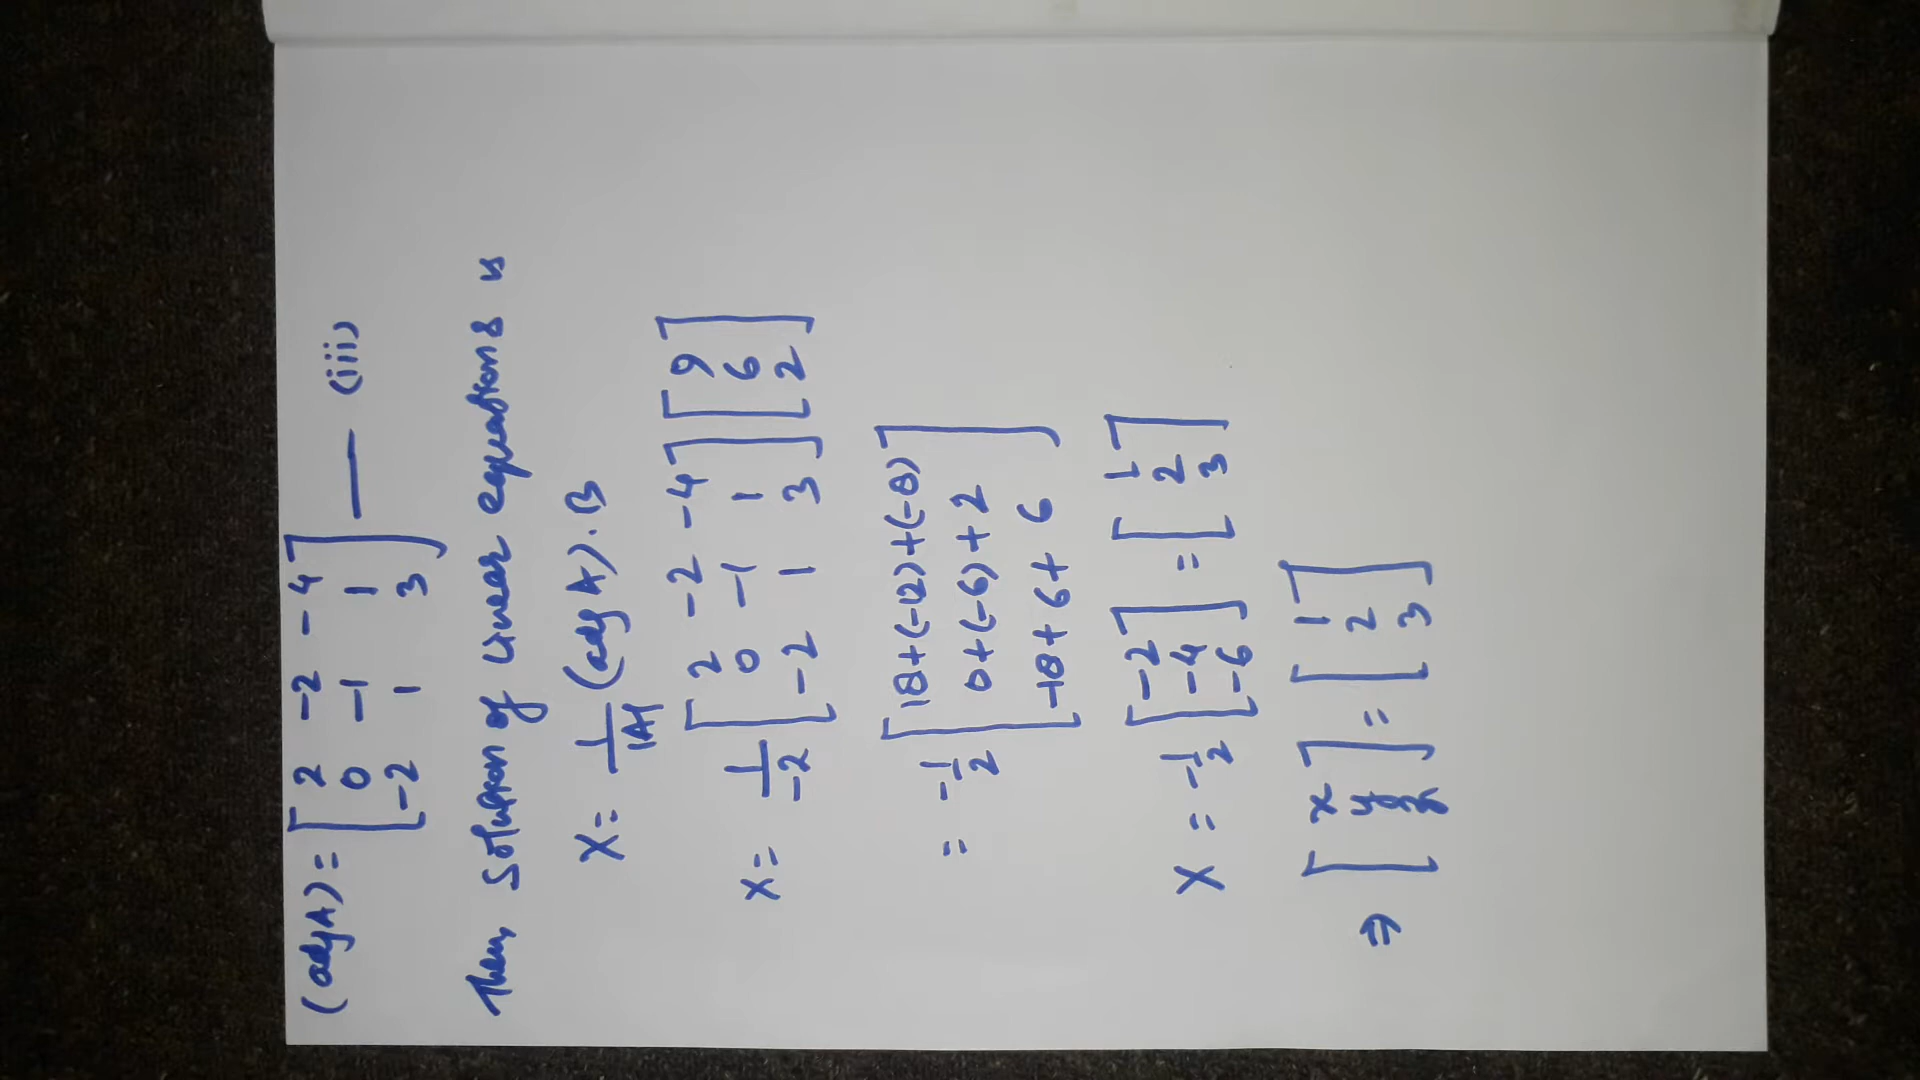 (adjA) = [ 2 -2 -4
0 -1 1
-2 1 3 ] — (iii)
Then, Solution of linear equations is
X = 1/|A| (adj A). B
X = 1/-2 [ 2 -2 -4
0 -1 1
-2 1 3 ] [ 9
6
2 ]
= -1/2 [ 18+(-12)+(-8)
0+(-6)+2
-18+6+6 ]
X = -1/2 [ -2
-4
-6 ] = [ 1
2
3 ]
⇒ [ x
y
z ] = [ 1
2
3 ]